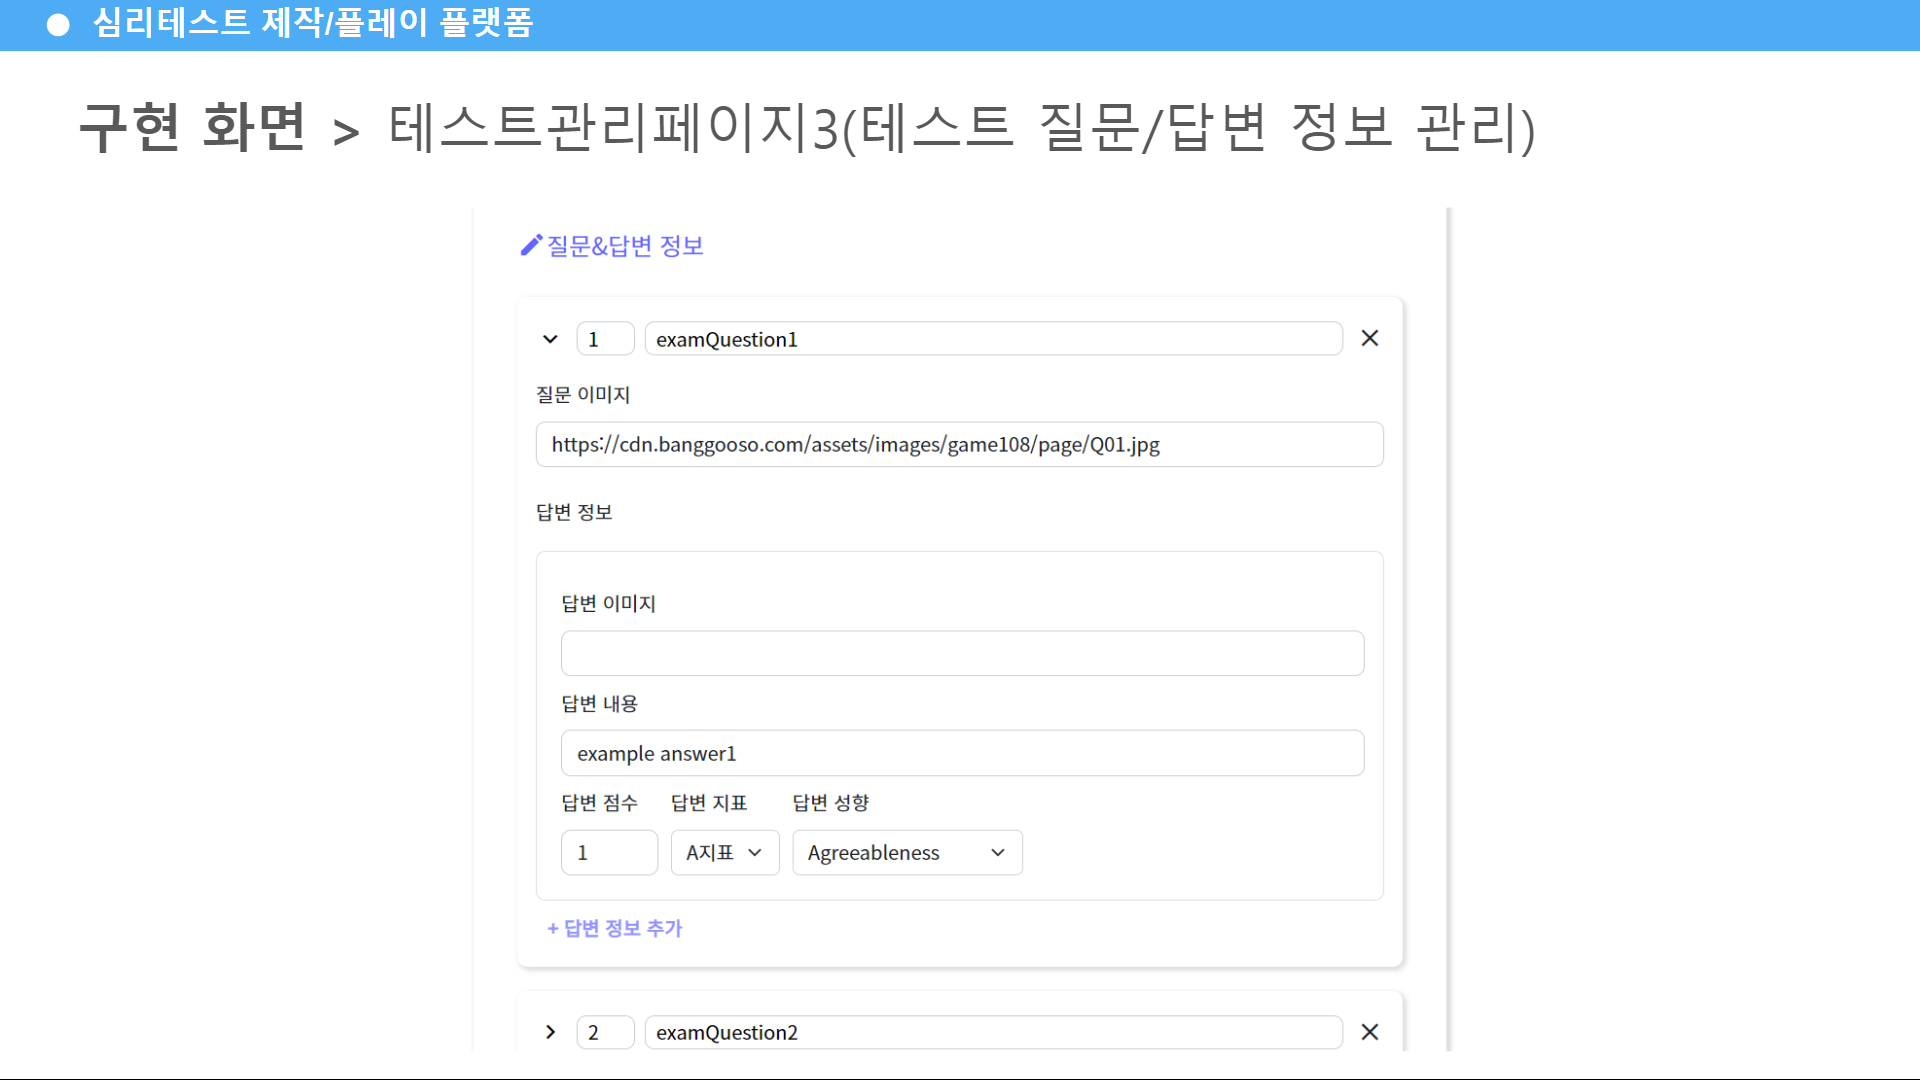 심리테스트 제작/플레이 플랫폼
구현 화면 > 테스트관리페이지3(테스트 질문/답변 정보 관리)
질문&답변 정보
1 examQuestion1
질문 이미지
https://cdn.banggooso.com/assets/images/game108/page/Q01.jpg
답변 정보
답변 이미지
답변 내용
example answer1
답변 점수 답변 지표 답변 성향
1 A지표 Agreeableness
+ 답변 정보 추가
2 examQuestion2